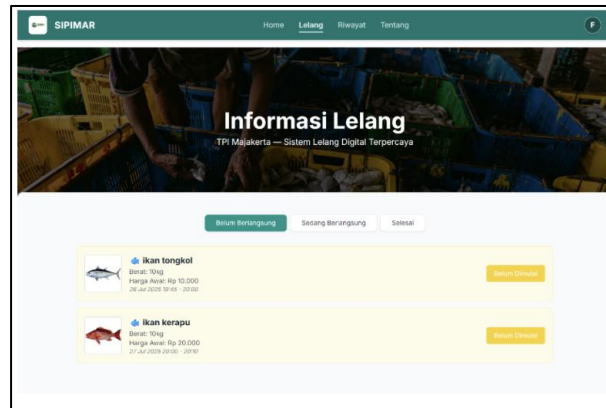 SIPIMAR
Home Lelang Riwayat Tentang
F
Informasi Lelang
TPI Majakerta — Sistem Lelang Digital Terpercaya
Belum Berlangsung Sedang Berlangsung Selesai
ikan tongkol
Berat: 10kg
Harga Awal: Rp 10.000
26 Jul 2025 19:45 - 20:00
Belum Dimulai
ikan kerapu
Berat: 10kg
Harga Awal: Rp 20.000
27 Jul 2025 20:00 - 20:10
Belum Dimulai